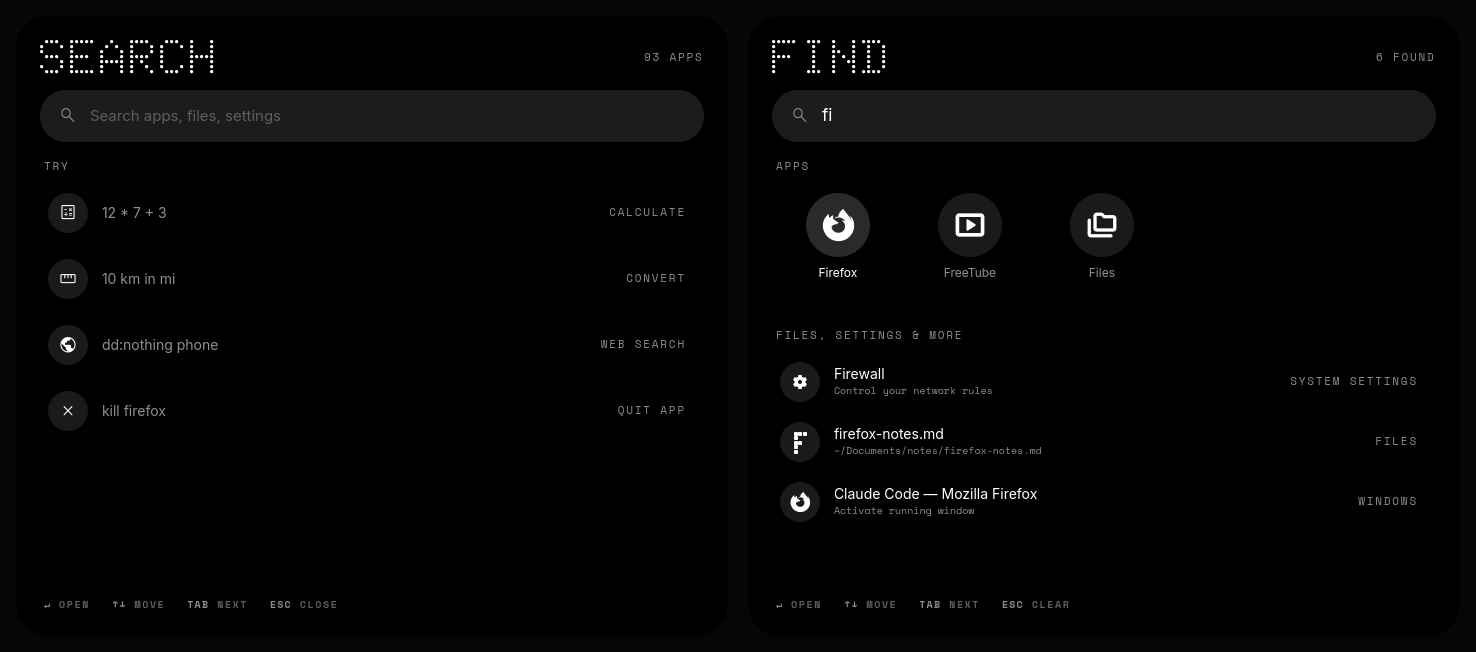 SEARCH
93 APPS
Search apps, files, settings
TRY
12 * 7 + 3
CALCULATE
10 km in mi
CONVERT
dd:nothing phone
WEB SEARCH
kill firefox
QUIT APP
↵ OPEN ↑↓ MOVE TAB NEXT ESC CLOSE
FIND
6 FOUND
fi
APPS
Firefox
FreeTube
Files
FILES, SETTINGS & MORE
Firewall
Control your network rules
SYSTEM SETTINGS
F
firefox-notes.md
~/Documents/notes/firefox-notes.md
FILES
Claude Code — Mozilla Firefox
Activate running window
WINDOWS
↵ OPEN ↑↓ MOVE TAB NEXT ESC CLEAR